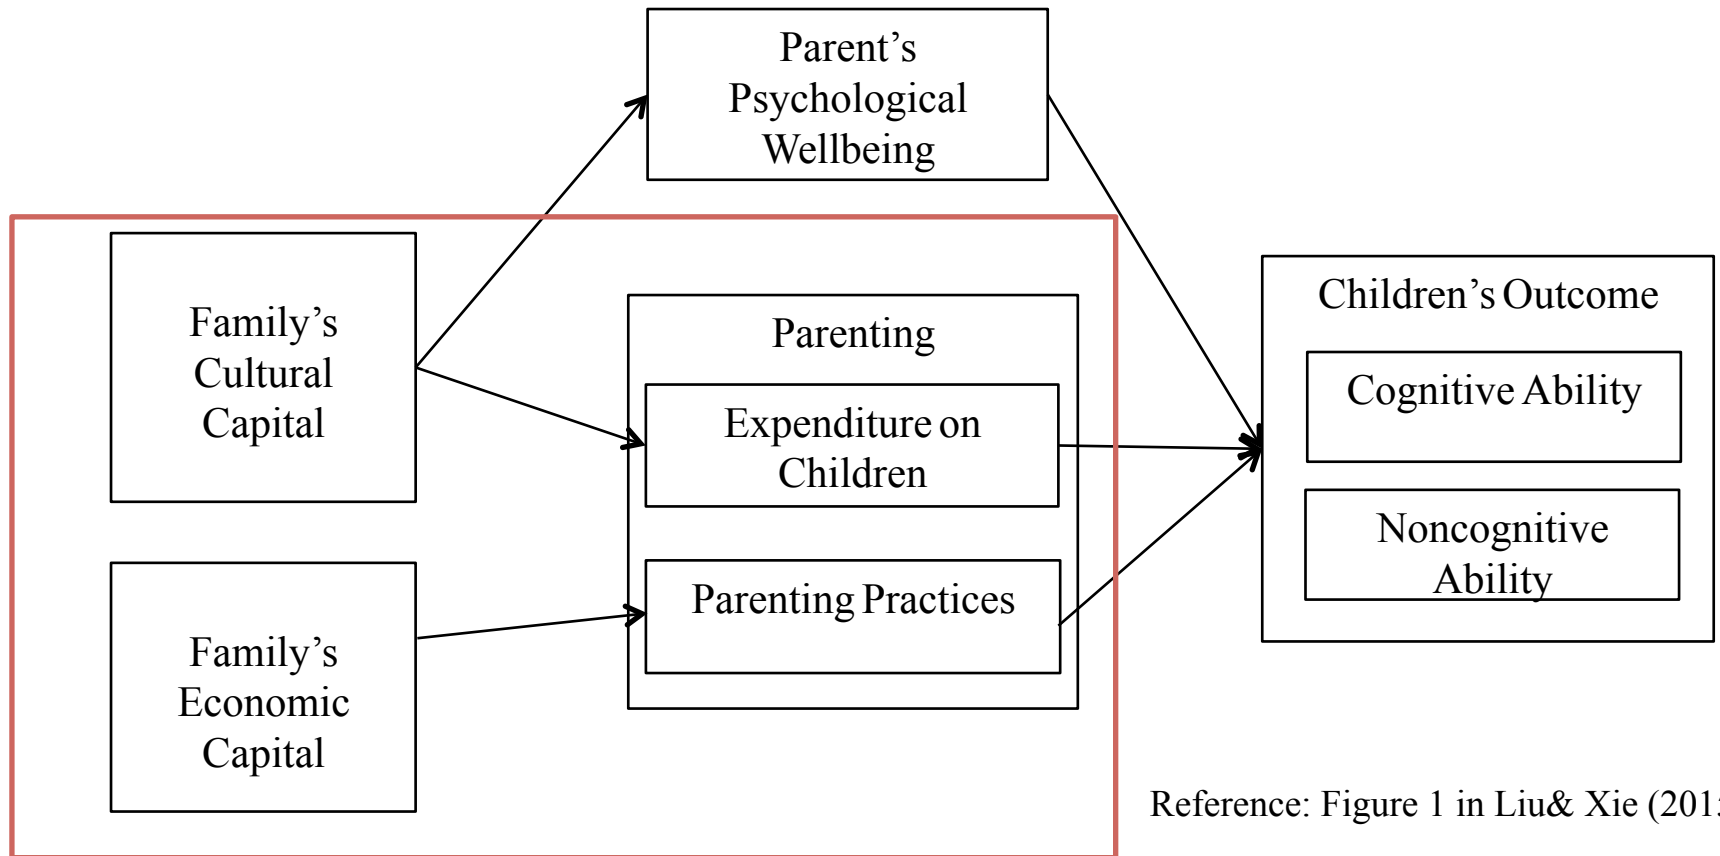 Parent’s
Psychological
Wellbeing
Family’s
Cultural
Capital
Parenting
Expenditure on
Children
Parenting Practices
Family’s
Economic
Capital
Children’s Outcome
Cognitive Ability
Noncognitive
Ability
Reference: Figure 1 in Liu& Xie (201